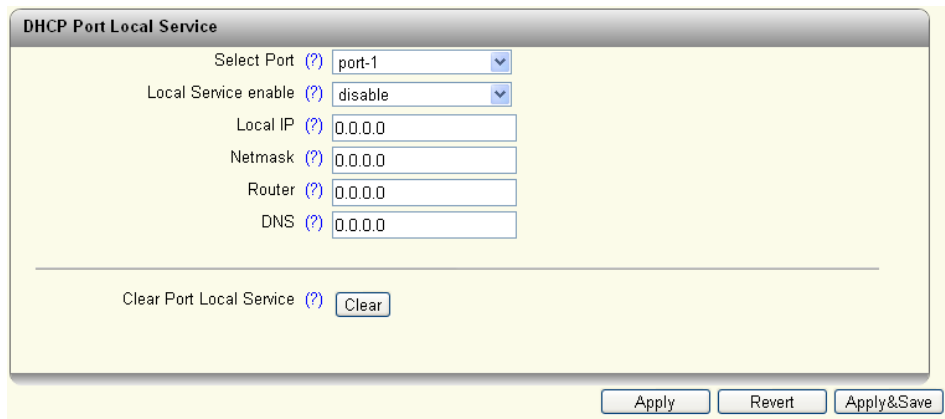 DHCP Port Local Service
Select Port (?) port-1
Local Service enable (?) disable
Local IP (?) 0.0.0.0
Netmask (?) 0.0.0.0
Router (?) 0.0.0.0
DNS (?) 0.0.0.0
Clear Port Local Service (?) Clear
Apply Revert Apply&Save